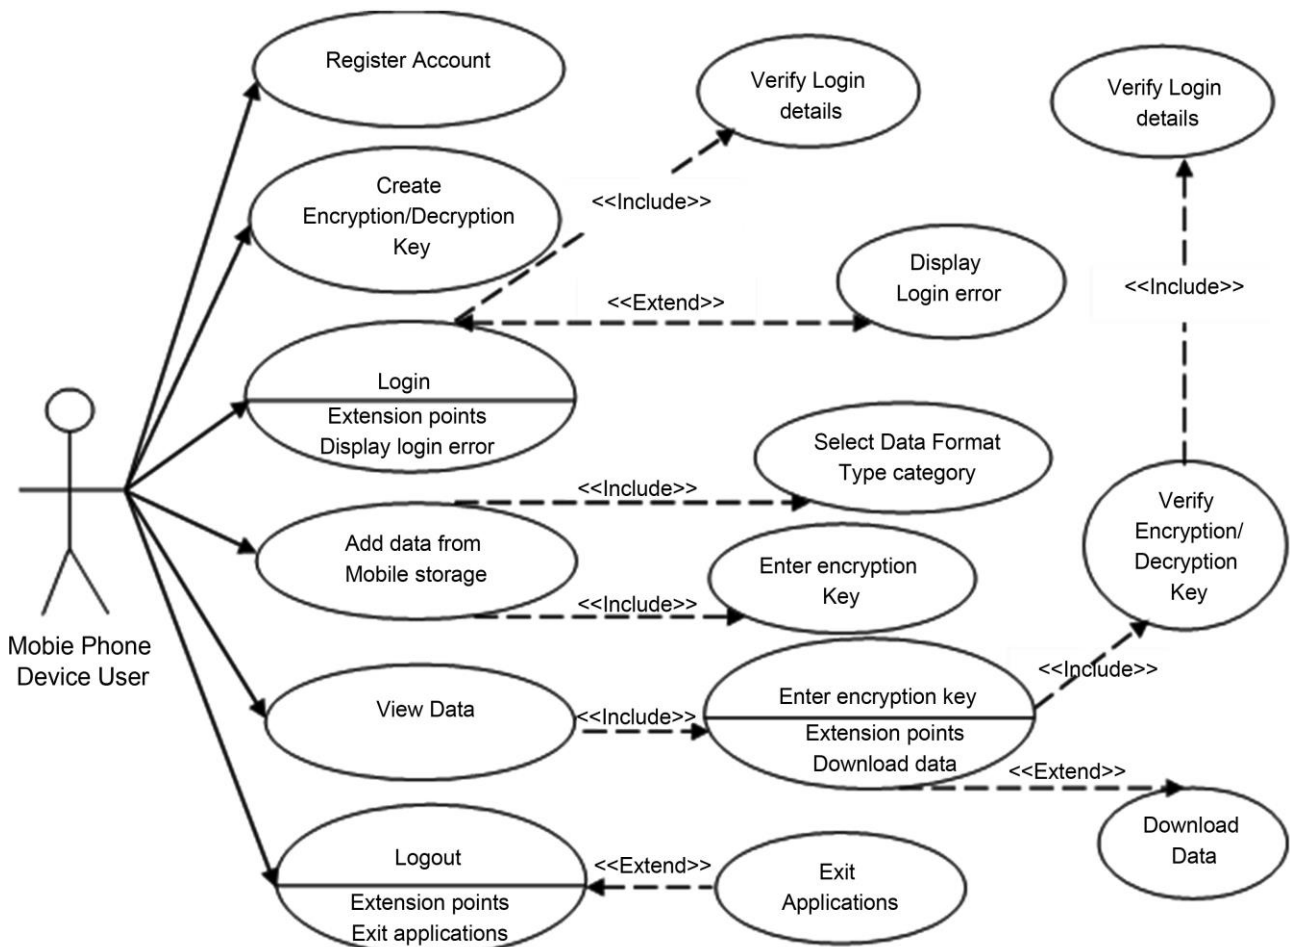 Register Account
Verify Login
details
Verify Login
details
Create
Encryption/Decryption
Key
<<Include>>
Display
Login error
<<Include>>
<<Extend>>
Login
Extension points
Display login error
Select Data Format
Type category
<<Include>>
Verify
Encryption/
Decryption
Key
Add data from
Mobile storage
Enter encryption
Key
<<Include>>
Mobie Phone
Device User
<<Include>>
View Data
<<Include>>
Enter encryption key
Extension points
Download data
<<Extend>>
Download
Data
Logout
Extension points
Exit applications
<<Extend>>
Exit
Applications